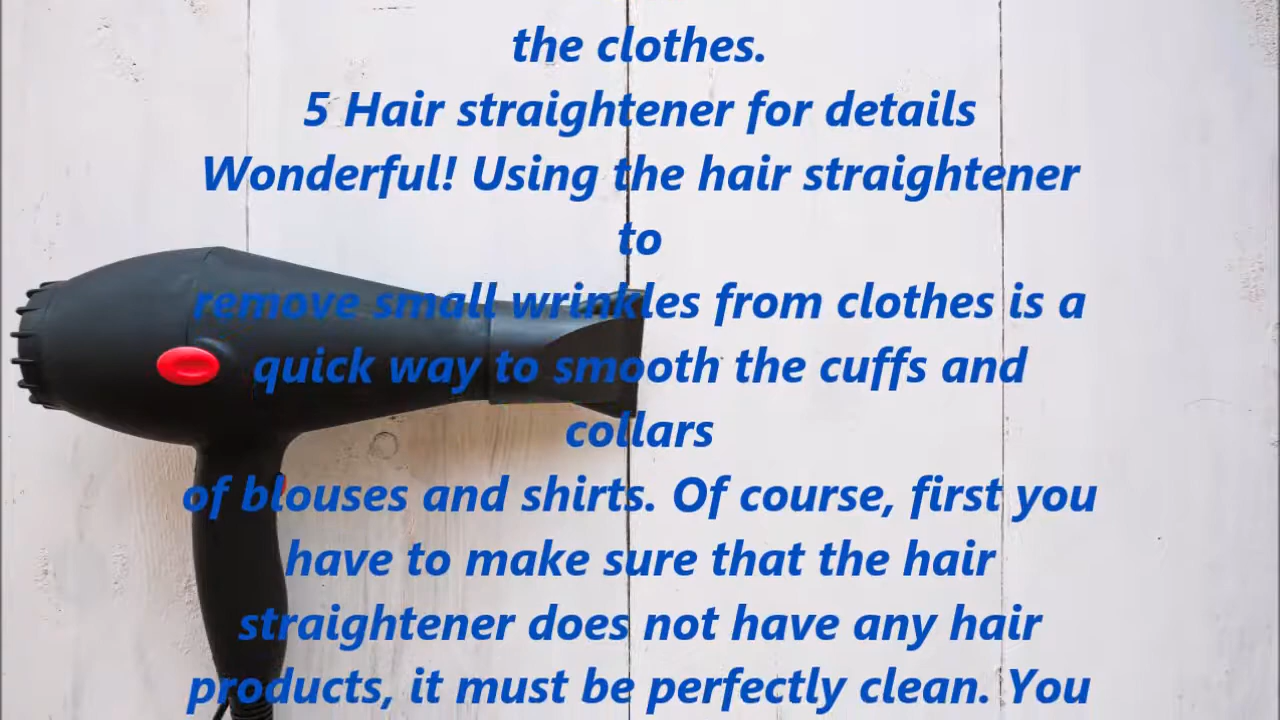 the clothes.
5 Hair straightener for details
Wonderful! Using the hair straightener
to
remove small wrinkles from clothes is a
quick way to smooth the cuffs and
collars
of blouses and shirts. Of course, first you
have to make sure that the hair
straightener does not have any hair
products, it must be perfectly clean. You